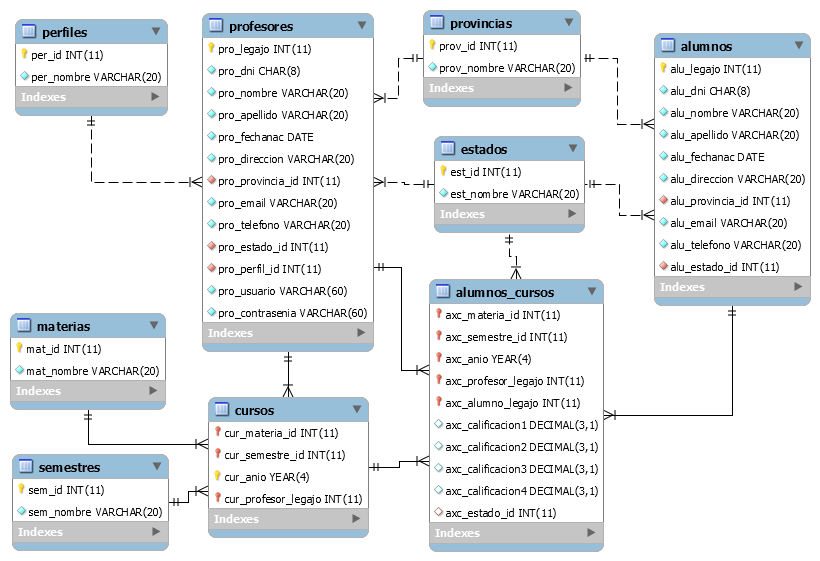 perfiles
per_id INT(11)
per_nombre VARCHAR(20)
Indexes
profesores
pro_legajo INT(11)
pro_dni CHAR(8)
pro_nombre VARCHAR(20)
pro_apellido VARCHAR(20)
pro_fechanac DATE
pro_direccion VARCHAR(20)
pro_provincia_id INT(11)
pro_email VARCHAR(20)
pro_telefono VARCHAR(20)
pro_estado_id INT(11)
pro_perfil_id INT(11)
pro_usuario VARCHAR(60)
pro_contrasenia VARCHAR(60)
Indexes
provincias
prov_id INT(11)
prov_nombre VARCHAR(20)
Indexes
alumnos
alu_legajo INT(11)
alu_dni CHAR(8)
alu_nombre VARCHAR(20)
alu_apellido VARCHAR(20)
alu_fechanac DATE
alu_direccion VARCHAR(20)
alu_provincia_id INT(11)
alu_email VARCHAR(20)
alu_telefono VARCHAR(20)
alu_estado_id INT(11)
Indexes
estados
est_id INT(11)
est_nombre VARCHAR(20)
Indexes
alumnos_cursos
axc_materia_id INT(11)
axc_semestre_id INT(11)
axc_anio YEAR(4)
axc_profesor_legajo INT(11)
axc_alumno_legajo INT(11)
axc_calificacion1 DECIMAL(3,1)
axc_calificacion2 DECIMAL(3,1)
axc_calificacion3 DECIMAL(3,1)
axc_calificacion4 DECIMAL(3,1)
axc_estado_id INT(11)
Indexes
materias
mat_id INT(11)
mat_nombre VARCHAR(20)
Indexes
cursos
cur_materia_id INT(11)
cur_semestre_id INT(11)
cur_anio YEAR(4)
cur_profesor_legajo INT(11)
Indexes
semestres
sem_id INT(11)
sem_nombre VARCHAR(20)
Indexes